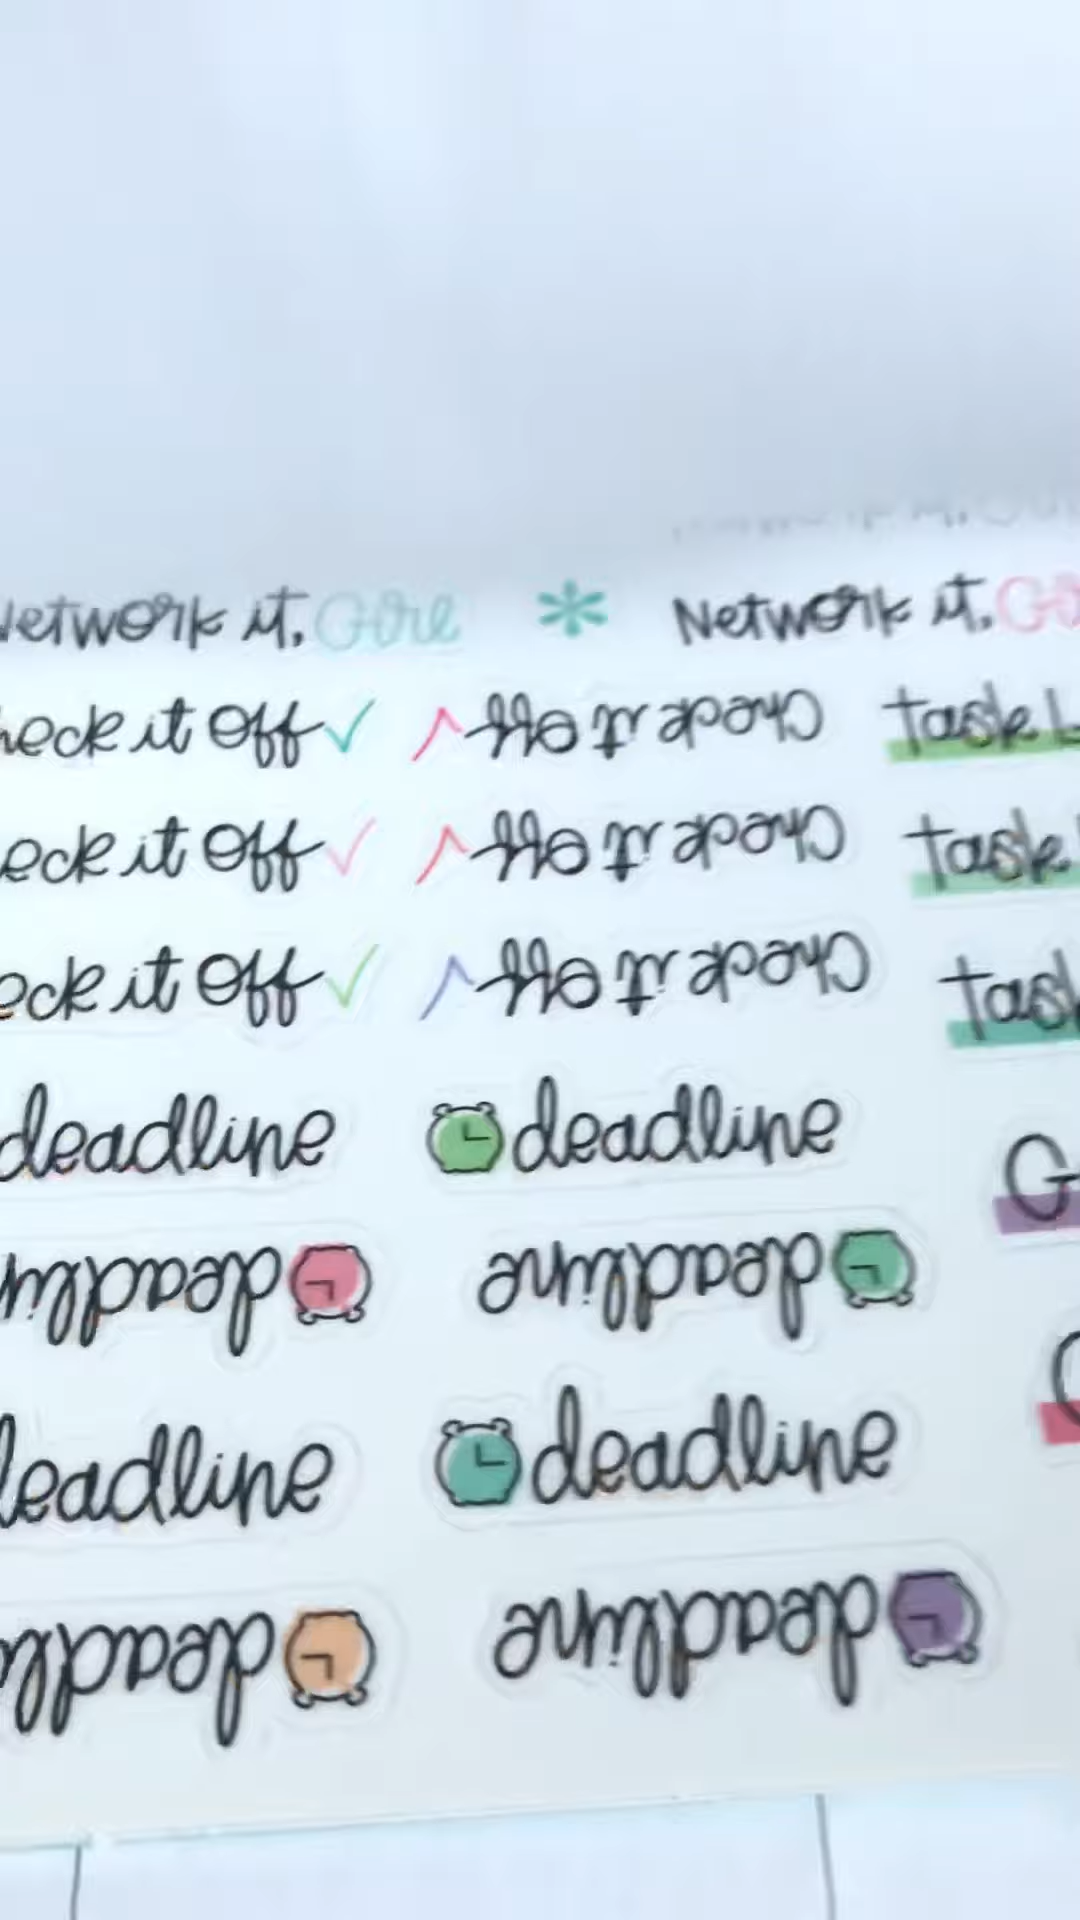 Network it, Girl * Network it,
check it off ✓ check it off ✓ task
check it off ✓ check it off ✓ task
check it off ✓ check it off ✓ task
deadline deadline
deadline deadline
deadline deadline
deadline deadline